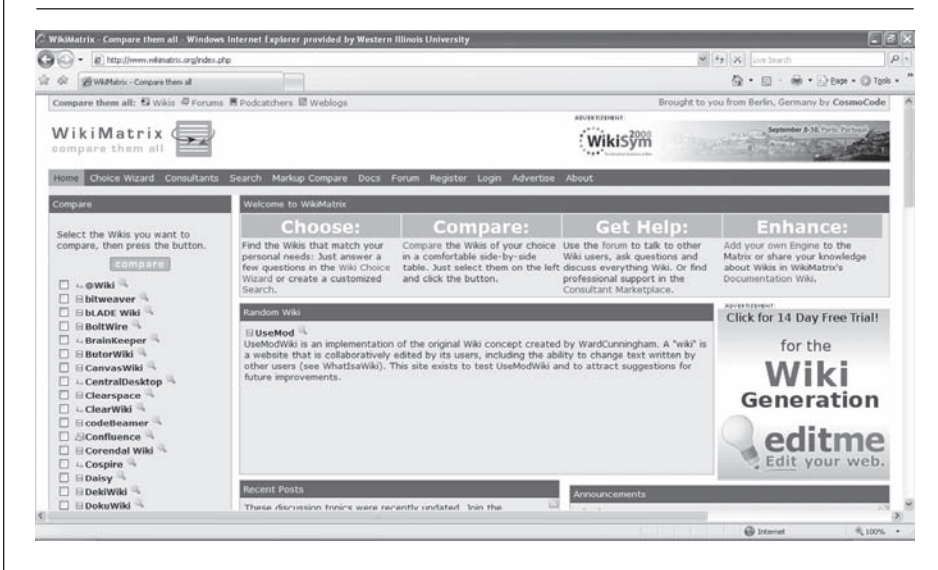 WikiMatrix - Compare them all - Windows Internet Explorer provided by Western Illinois University
http://www.wikimatrix.org/index.php
Live Search
WikiMatrix - Compare them all
Page
Tools
Compare them all: Wikis Forums Podcatchers Weblogs
Brought to you from Berlin, Germany by CosmoCode
WikiMatrix
compare them all
ADVERTIZEMENT:
WikiSym 2008
September 8-10, Porto, Portugal
Home Choice Wizard Consultants Search Markup Compare Docs Forum Register Login Advertise About
Compare
Select the Wikis you want to
compare, then press the button.
compare
@Wiki
bitweaver
bLADE Wiki
BoltWire
BrainKeeper
ButorWiki
CanvasWiki
CentralDesktop
Clearspace
ClearWiki
codeBeamer
Confluence
Corendal Wiki
Cospire
Daisy
DekiWiki
DokuWiki
Welcome to WikiMatrix
Choose:
Find the Wikis that match your
personal needs: Just answer a
few questions in the Wiki Choice
Wizard or create a customized
Search.
Compare:
Compare the Wikis of your choice
in a comfortable side-by-side
table. Just select them on the left
and click the button.
Get Help:
Use the forum to talk to other
Wiki users, ask questions and
discuss everything Wiki. Or find
professional support in the
Consultant Marketplace.
Enhance:
Add your own Engine to the
Matrix or share your knowledge
about Wikis in WikiMatrix's
Documentation Wiki.
Random Wiki
UseMod
UseModWiki is an implementation of the original Wiki concept created by WardCunningham. A "wiki" is
a website that is collaboratively edited by its users, including the ability to change text written by
other users (see WhatIsaWiki). This site exists to test UseModWiki and to attract suggestions for
future improvements.
ADVERTIZEMENT:
Click for 14 Day Free Trial!
for the
Wiki
Generation
editme
Edit your web.
Recent Posts
These discussion topics were recently updated. Join the
Announcements
Internet
100%